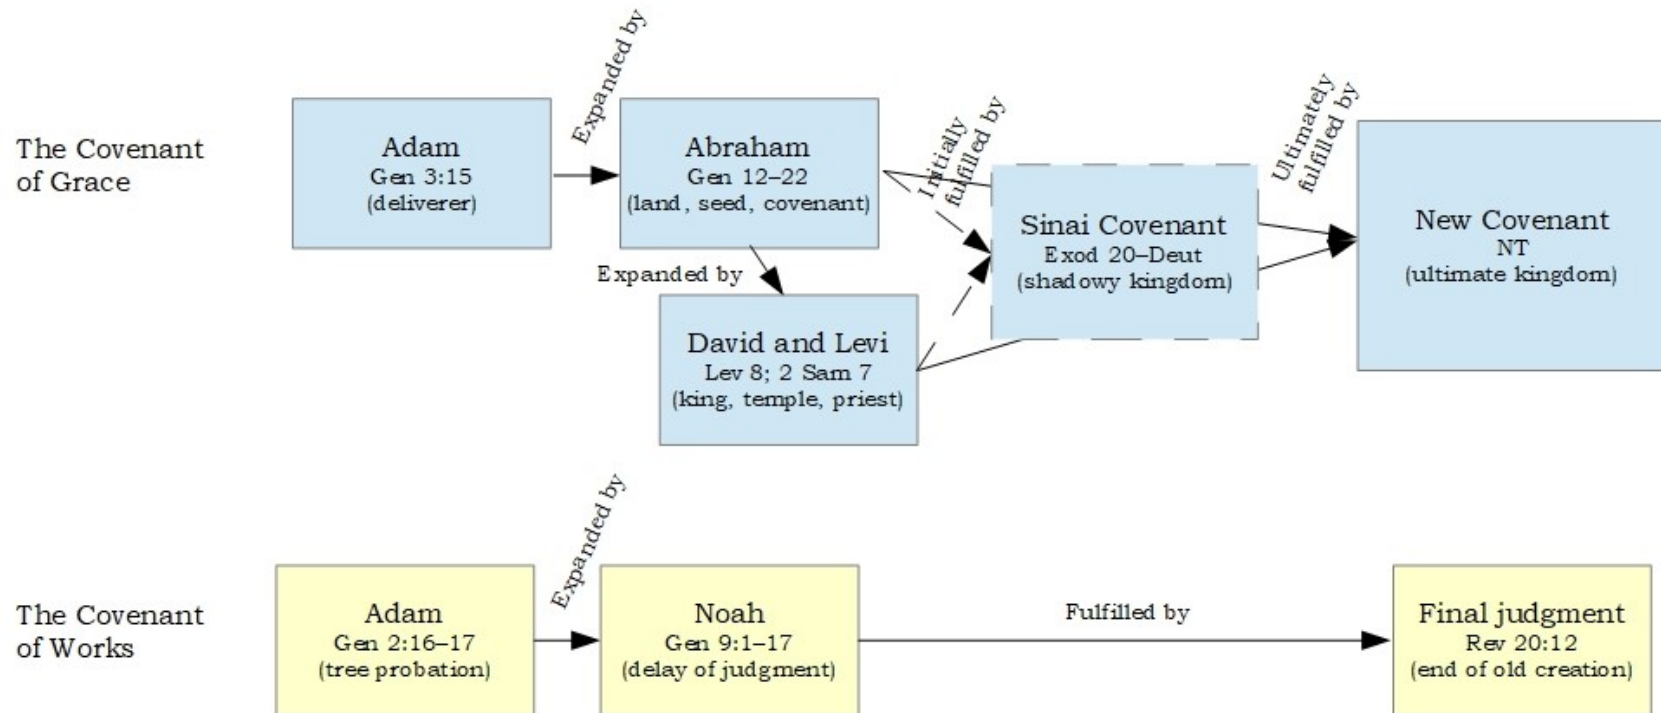 The Covenant
of Grace
Adam
Gen 3:15
(deliverer)
Expanded by
Abraham
Gen 12–22
(land, seed, covenant)
Expanded by
David and Levi
Lev 8; 2 Sam 7
(king, temple, priest)
Initially
fulfilled by
Sinai Covenant
Exod 20–Deut
(shadowy kingdom)
Ultimately
fulfilled by
New Covenant
NT
(ultimate kingdom)
The Covenant
of Works
Adam
Gen 2:16–17
(tree probation)
Expanded by
Noah
Gen 9:1–17
(delay of judgment)
Fulfilled by
Final judgment
Rev 20:12
(end of old creation)